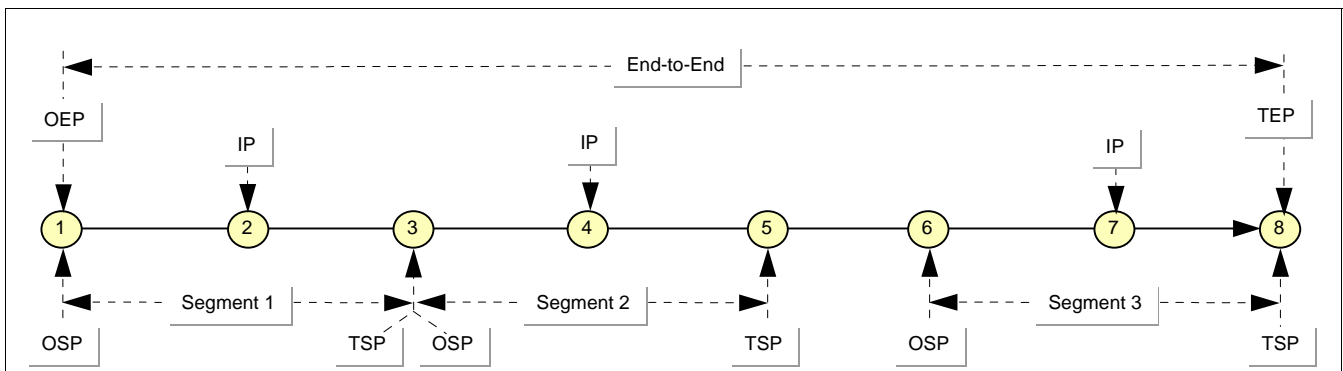 End-to-End
OEP
TEP
IP
IP
IP
1
2
3
4
5
6
7
8
Segment 1
Segment 2
Segment 3
OSP
TSP
OSP
TSP
OSP
TSP